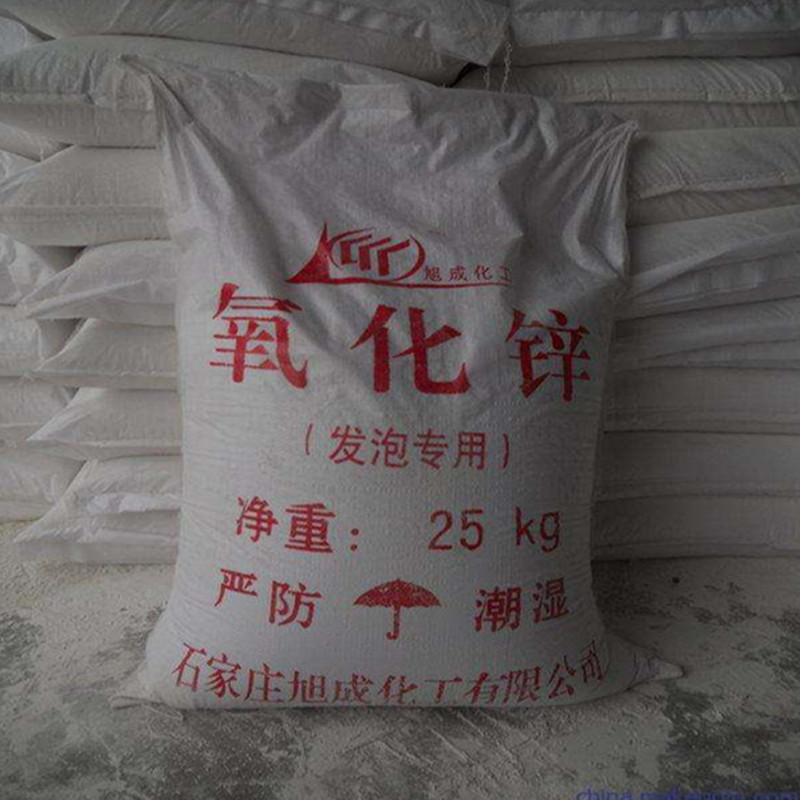 旭成化工
氧化锌
（发泡专用）
净重： 25 kg
严防 潮湿
石家庄旭成化工有限公司